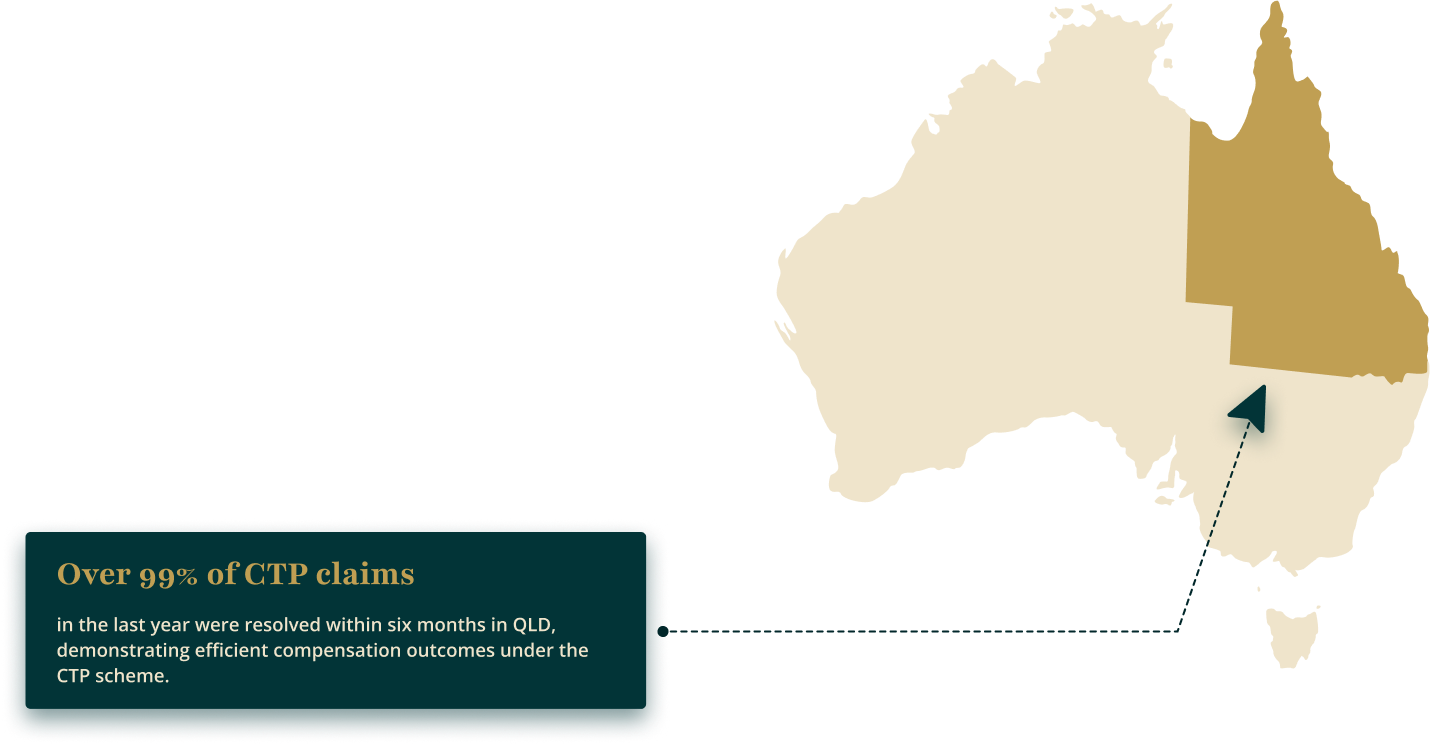 Over 99% of CTP claims
in the last year were resolved within six months in QLD,
demonstrating efficient compensation outcomes under the
CTP scheme.